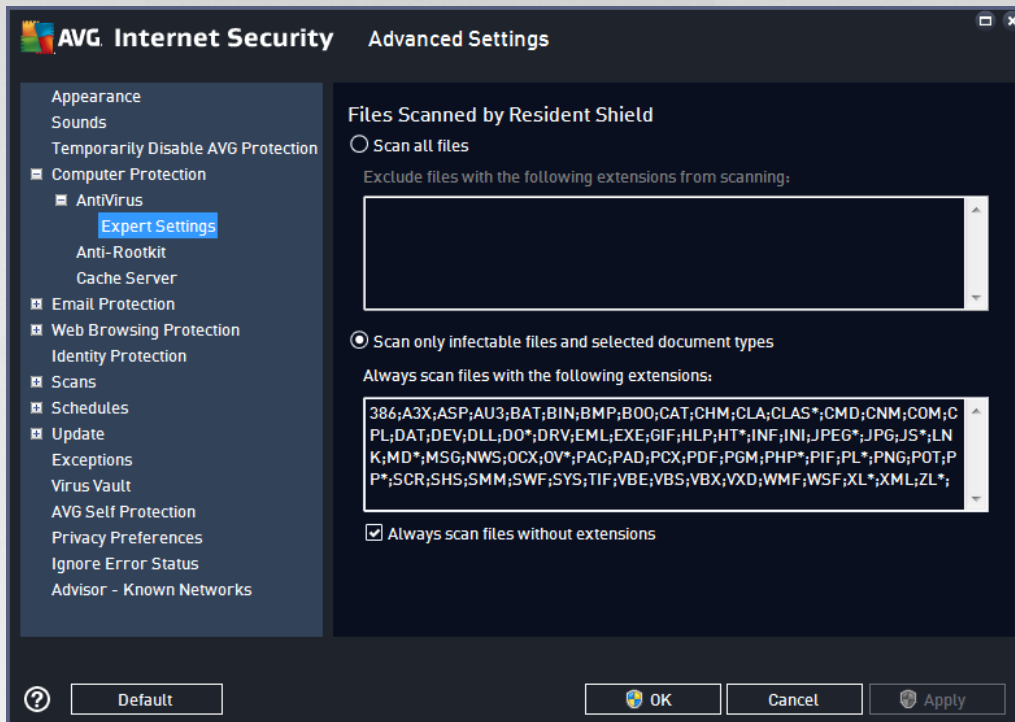 AVG Internet Security Advanced Settings
Appearance
Sounds
Temporarily Disable AVG Protection
Computer Protection
AntiVirus
Expert Settings
Anti-Rootkit
Cache Server
Email Protection
Web Browsing Protection
Identity Protection
Scans
Schedules
Update
Exceptions
Virus Vault
AVG Self Protection
Privacy Preferences
Ignore Error Status
Advisor - Known Networks
Files Scanned by Resident Shield
Scan all files
Exclude files with the following extensions from scanning:
Scan only infectable files and selected document types
Always scan files with the following extensions:
386;A3X;ASP;AU3;BAT;BIN;BMP;BOO;CAT;CHM;CLA;CLAS*;CMD;CNM;COM;C
PL;DAT;DEV;DLL;DO*;DRV;EML;EXE;GIF;HLP;HT*;INF;INI;JPEG*;JPG;JS*;LN
K;MD*;MSG;NWS;OCX;OV*;PAC;PAD;PCX;PDF;PGM;PHP*;PIF;PL*;PNG;POT;P
P*;SCR;SHS;SMM;SWF;SYS;TIF;VBE;VBS;VBX;VXD;WMF;WSF;XL*;XML;ZL*;
Always scan files without extensions
? Default OK Cancel Apply